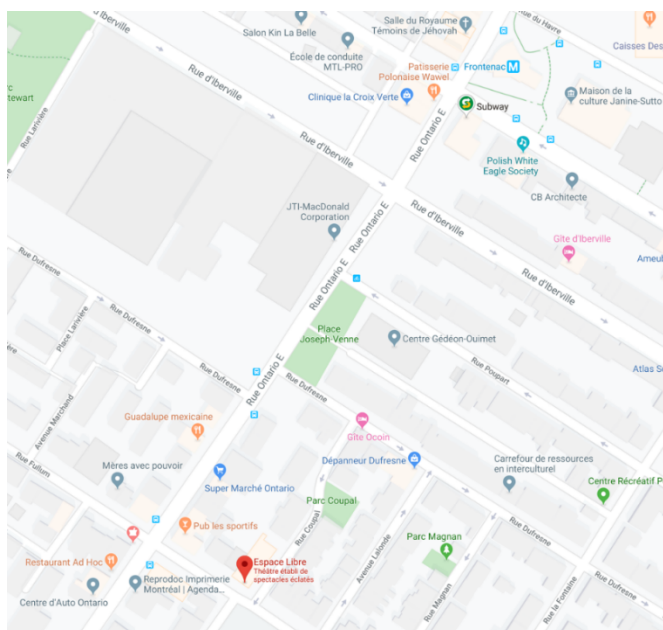 d'Iberville
Salon Kin La Belle
Salle du Royaume
Témoins de Jéhovah
Rue du Havre
Caisses Des
École de conduite
MTL-PRO
Patisserie
Polonaise Wawel
Frontenac
M
Rue d'Iberville
Clinique la Croix Verte
Maison de la
culture Janine-Sutto
Subway
rc
tewart
Rue Larivière
Rue d'Iberville
Polish White
Eagle Society
Rue Ontario E
CB Architecte
JTI-MacDonald
Corporation
Rue d'Iberville
Rue Ontario E
Gîte d'Iberville
Ameul
Rue Dufresne
Rue Ontario E
Rue d'Iberville
Rue Dufresne
Place Larivière
Place
Joseph-Venne
Centre Gédéon-Ouimet
Rue Poupart
Atlas S
Rue Ontario E
Rue Dufresne
Rue Dufresne
Avenue Marchand
Guadalupe mexicaine
Gîte Ocoin
Rue Fullum
Mères avec pouvoir
Dépanneur Dufresne
Carrefour de ressources
en interculturel
Super Marché Ontario
Centre Récréatif P
Parc Coupal
Pub les sportifs
Rue Coupal
Rue Dufresne
Parc Magnan
Avenue Lalonde
Restaurant Ad Hoc
Espace Libre
Théâtre établi de
spectacles éclatés
Reprodoc Imprimerie
Montréal | Agenda...
Centre d'Auto Ontario
Rue Magnan
Rue la Fontaine